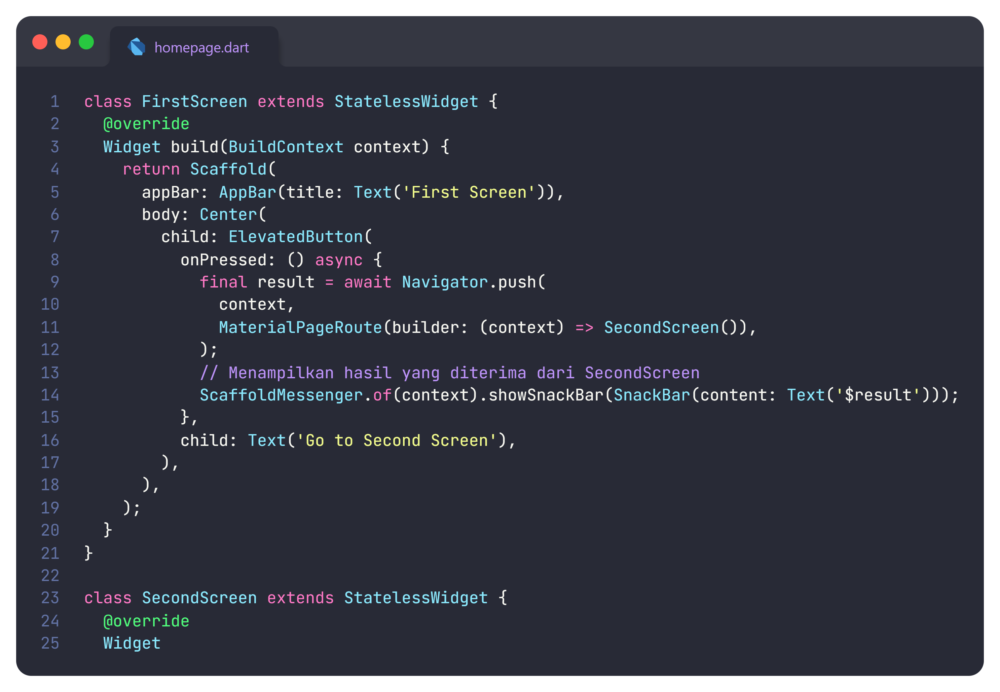 homepage.dart
1 class FirstScreen extends StatelessWidget {
2   @override
3   Widget build(BuildContext context) {
4     return Scaffold(
5       appBar: AppBar(title: Text('First Screen')),
6       body: Center(
7         child: ElevatedButton(
8           onPressed: () async {
9             final result = await Navigator.push(
10               context,
11               MaterialPageRoute(builder: (context) => SecondScreen()),
12             );
13             // Menampilkan hasil yang diterima dari SecondScreen
14             ScaffoldMessenger.of(context).showSnackBar(SnackBar(content: Text('$result')));
15           },
16           child: Text('Go to Second Screen'),
17         ),
18       ),
19     );
20   }
21 }
22
23 class SecondScreen extends StatelessWidget {
24   @override
25   Widget